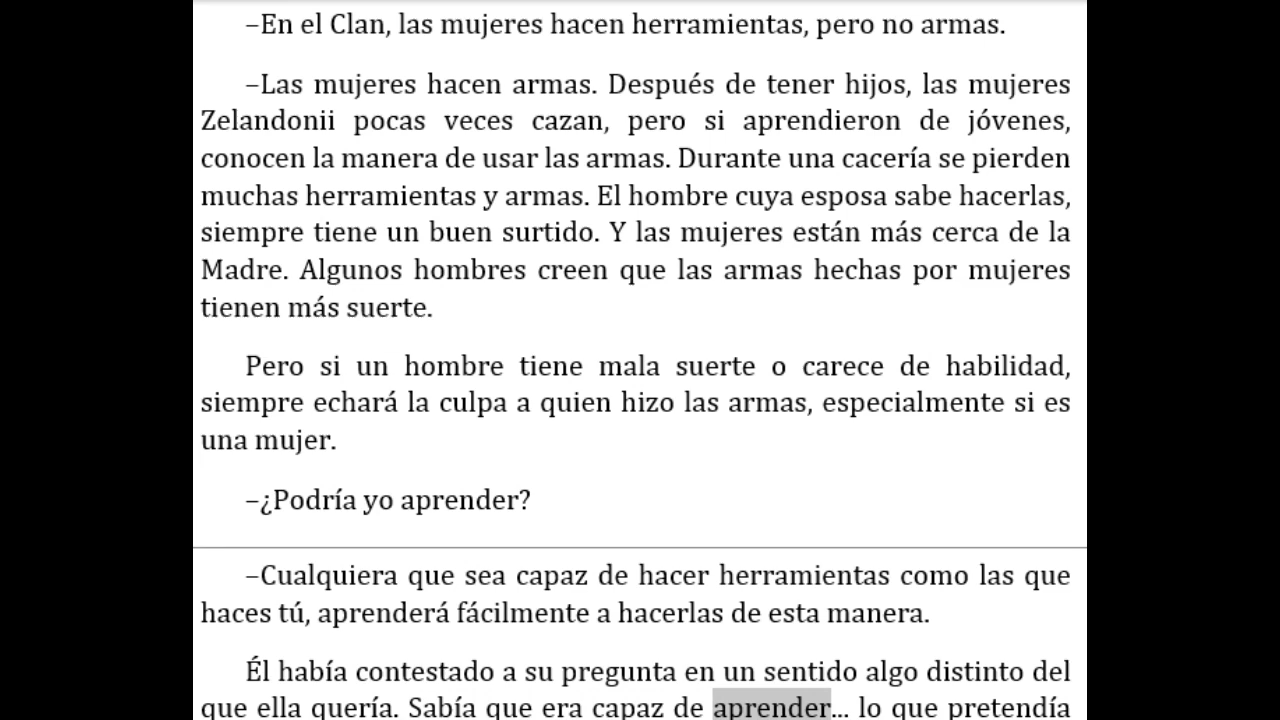 –En el Clan, las mujeres hacen herramientas, pero no armas.
–Las mujeres hacen armas. Después de tener hijos, las mujeres
Zelandonii pocas veces cazan, pero si aprendieron de jóvenes,
conocen la manera de usar las armas. Durante una cacería se pierden
muchas herramientas y armas. El hombre cuya esposa sabe hacerlas,
siempre tiene un buen surtido. Y las mujeres están más cerca de la
Madre. Algunos hombres creen que las armas hechas por mujeres
tienen más suerte.
Pero si un hombre tiene mala suerte o carece de habilidad,
siempre echará la culpa a quien hizo las armas, especialmente si es
una mujer.
–¿Podría yo aprender?
–Cualquiera que sea capaz de hacer herramientas como las que
haces tú, aprenderá fácilmente a hacerlas de esta manera.
Él había contestado a su pregunta en un sentido algo distinto del
que ella quería. Sabía que era capaz de aprender... lo que pretendía